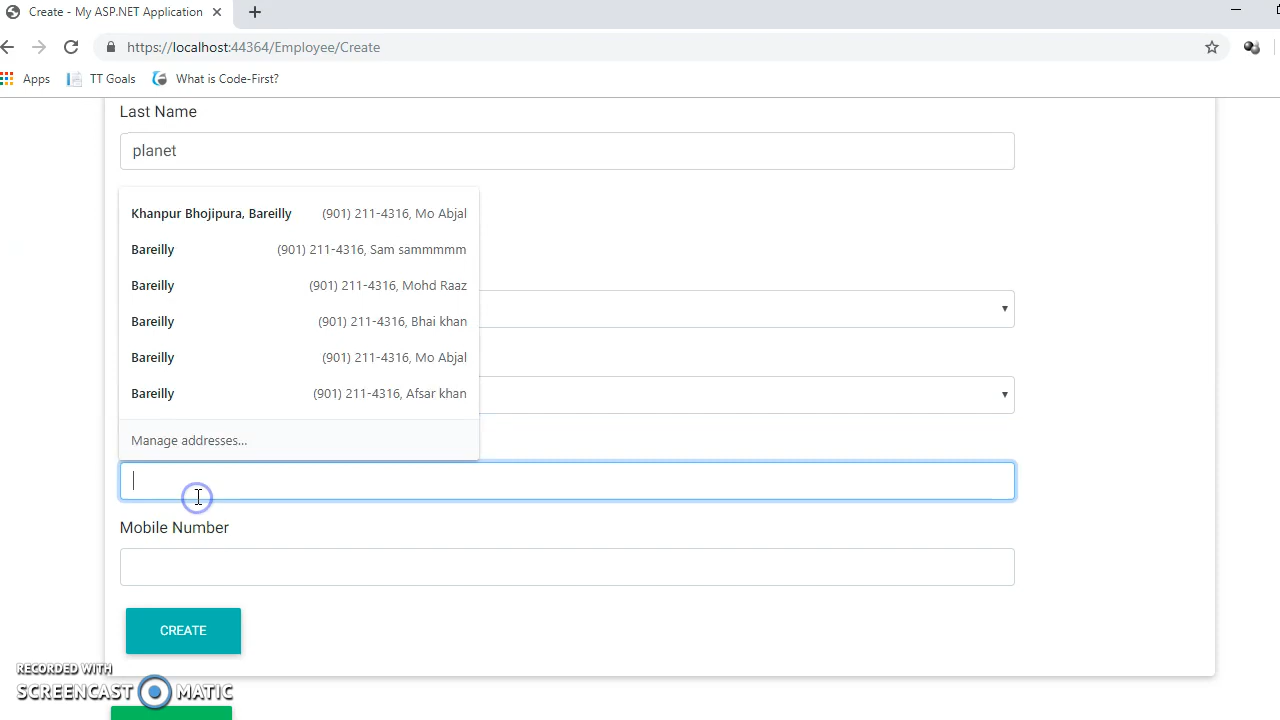 Create - My ASP.NET Application
https://localhost:44364/Employee/Create
Apps TT Goals What is Code-First?
Last Name
planet
Khanpur Bhojipura, Bareilly (901) 211-4316, Mo Abjal
Bareilly (901) 211-4316, Sam sammmmm
Bareilly (901) 211-4316, Mohd Raaz
Bareilly (901) 211-4316, Bhai khan
Bareilly (901) 211-4316, Mo Abjal
Bareilly (901) 211-4316, Afsar khan
Manage addresses...
Mobile Number
CREATE
RECORDED WITH
SCREENCAST MATIC